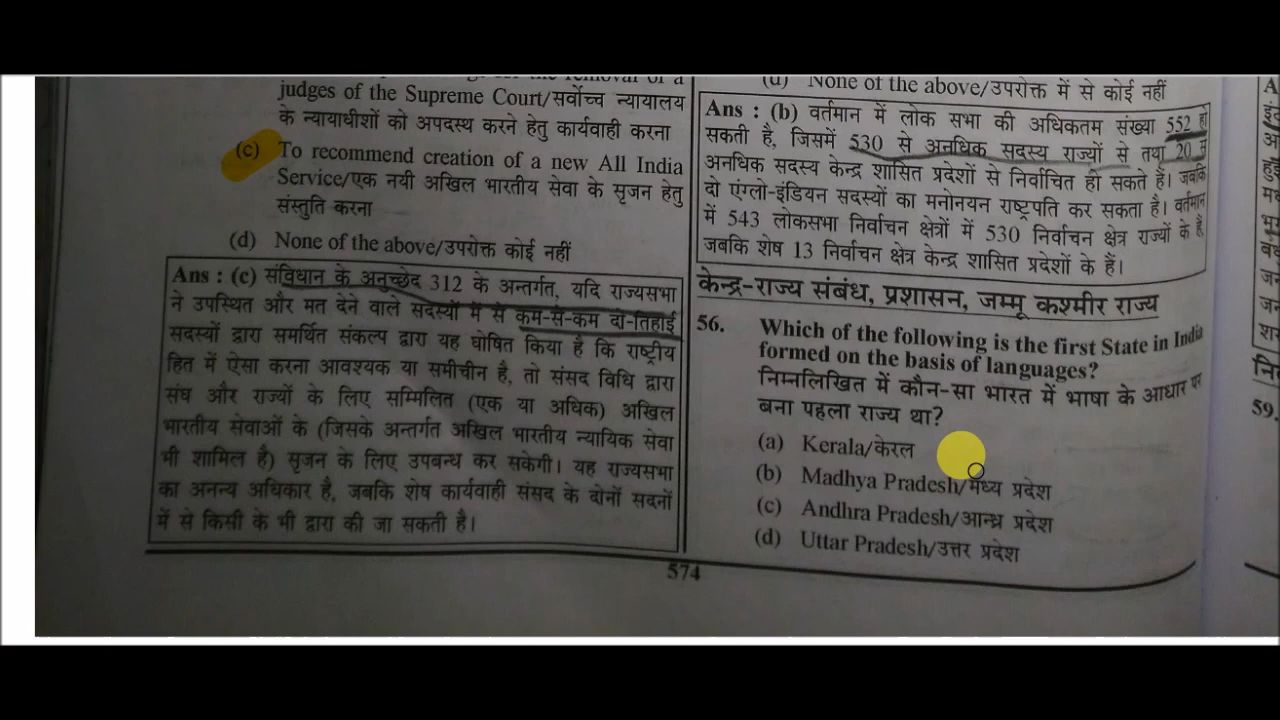 removal of a
judges of the Supreme Court/सर्वोच्च न्यायालय
के न्यायाधीशों को अपदस्थ करने हेतु कार्यवाही करना
(c) To recommend creation of a new All India
Service/एक नयी अखिल भारतीय सेवा के सृजन हेतु
संस्तुति करना
(d) None of the above/उपरोक्त कोई नहीं
Ans : (c) संविधान के अनुच्छेद 312 के अन्तर्गत, यदि राज्यसभा
ने उपस्थित और मत देने वाले सदस्यों में से कम-से-कम दो-तिहाई
सदस्यों द्वारा समर्थित संकल्प द्वारा यह घोषित किया है कि राष्ट्रीय
हित में ऐसा करना आवश्यक या समीचीन है, तो संसद विधि द्वारा
संघ और राज्यों के लिए सम्मिलित (एक या अधिक) अखिल
भारतीय सेवाओं के (जिसके अन्तर्गत अखिल भारतीय न्यायिक सेवा
भी शामिल है) सृजन के लिए उपबन्ध कर सकेगी। यह राज्यसभा
का अनन्य अधिकार है, जबकि शेष कार्यवाही संसद के दोनों सदनों
में से किसी के भी द्वारा की जा सकती है।
(d) None of the above/उपरोक्त में से कोई नहीं
Ans : (b) वर्तमान में लोक सभा की अधिकतम संख्या 552 हो
सकती है, जिसमें 530 से अनधिक सदस्य राज्यों से तथा 20 से
अनधिक सदस्य केन्द्र शासित प्रदेशों से निर्वाचित हो सकते हैं। जबकि
दो एंग्लो-इंडियन सदस्यों का मनोनयन राष्ट्रपति कर सकता है। वर्तमान
में 543 लोकसभा निर्वाचन क्षेत्रों में 530 निर्वाचन क्षेत्र राज्यों के हैं,
जबकि शेष 13 निर्वाचन क्षेत्र केन्द्र शासित प्रदेशों के हैं।
केन्द्र-राज्य संबंध, प्रशासन, जम्मू कश्मीर राज्य
56. Which of the following is the first State in India
formed on the basis of languages?
निम्नलिखित में कौन-सा भारत में भाषा के आधार पर
बना पहला राज्य था?
(a) Kerala/केरल
(b) Madhya Pradesh/मध्य प्रदेश
(c) Andhra Pradesh/आन्ध्र प्रदेश
(d) Uttar Pradesh/उत्तर प्रदेश
574
59.